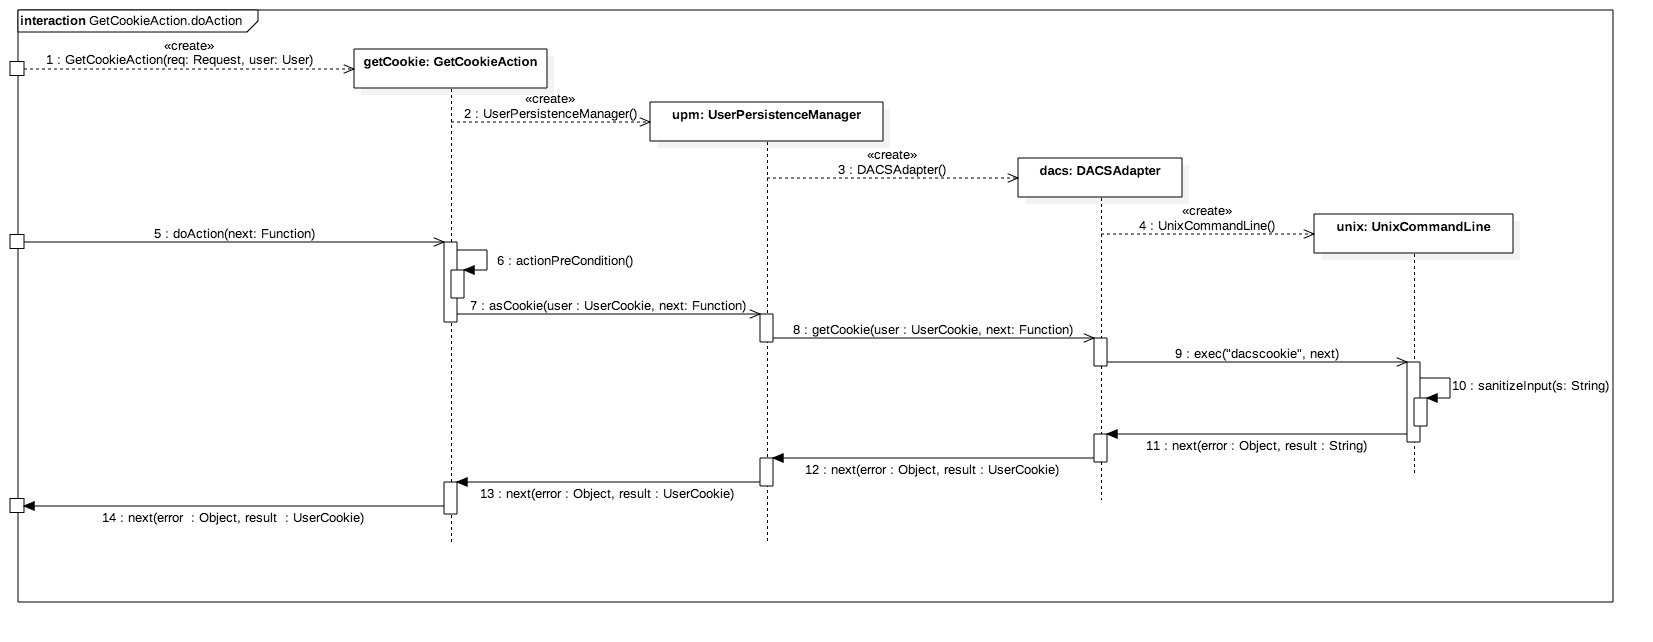 interaction GetCookieAction.doAction
«create»
1 : GetCookieAction(req: Request, user: User)
getCookie: GetCookieAction
«create»
2 : UserPersistenceManager()
upm: UserPersistenceManager
«create»
3 : DACSAdapter()
dacs: DACSAdapter
«create»
4 : UnixCommandLine()
unix: UnixCommandLine
5 : doAction(next: Function)
6 : actionPreCondition()
7 : asCookie(user : UserCookie, next: Function)
8 : getCookie(user : UserCookie, next: Function)
9 : exec("dacscookie", next)
10 : sanitizeInput(s: String)
11 : next(error : Object, result : String)
12 : next(error : Object, result : UserCookie)
13 : next(error : Object, result : UserCookie)
14 : next(error  : Object, result  : UserCookie)